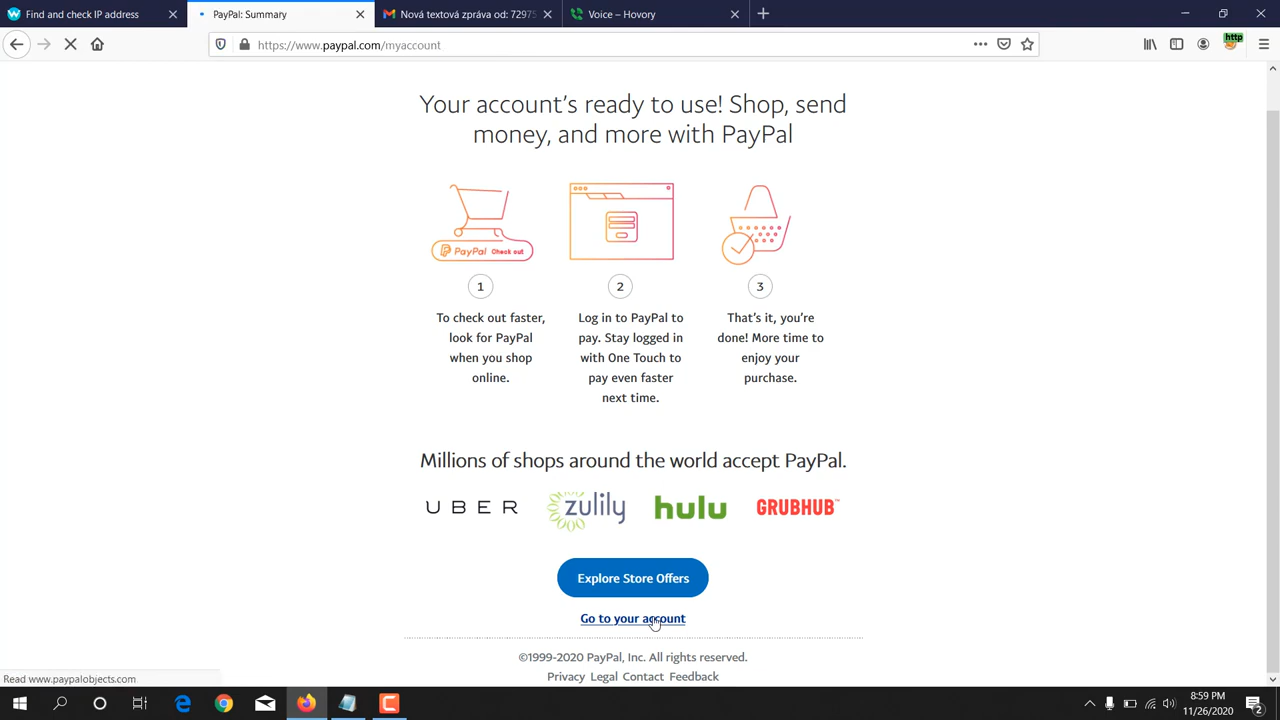 Find and check IP address
PayPal: Summary
Nová textová zpráva od: 7297
Voice – Hovory
https://www.paypal.com/myaccount
http
Your account's ready to use! Shop, send
money, and more with PayPal
PayPal Check out
1
2
3
To check out faster,
look for PayPal
when you shop
online.
Log in to PayPal to
pay. Stay logged in
with One Touch to
pay even faster
next time.
That's it, you're
done! More time to
enjoy your
purchase.
Millions of shops around the world accept PayPal.
UBER
zulily
hulu
GRUBHUB™
Explore Store Offers
Go to your account
©1999-2020 PayPal, Inc. All rights reserved.
Privacy Legal Contact Feedback
Read www.paypalobjects.com
8:59 PM
11/26/2020
2